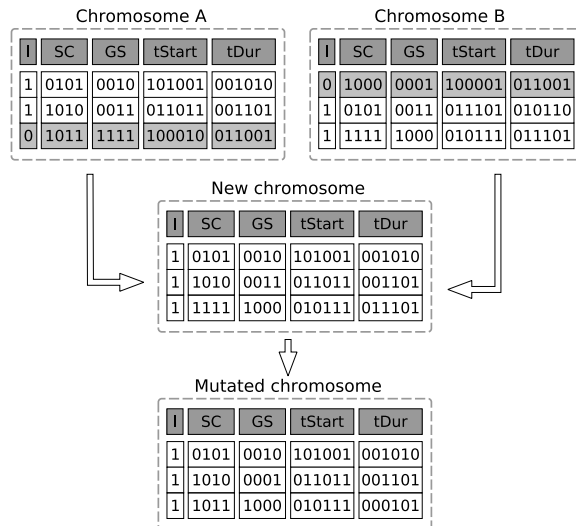 Chromosome A
I SC GS tStart tDur
1 0101 0010 101001 001010
1 1010 0011 011011 001101
0 1011 1111 100010 011001
Chromosome B
I SC GS tStart tDur
0 1000 0001 100001 011001
1 0101 0011 011101 010110
1 1111 1000 010111 011101
New chromosome
I SC GS tStart tDur
1 0101 0010 101001 001010
1 1010 0011 011011 001101
1 1111 1000 010111 011101
Mutated chromosome
I SC GS tStart tDur
1 0101 0010 101001 001010
1 1010 0001 011011 001101
1 1011 1000 010111 000101